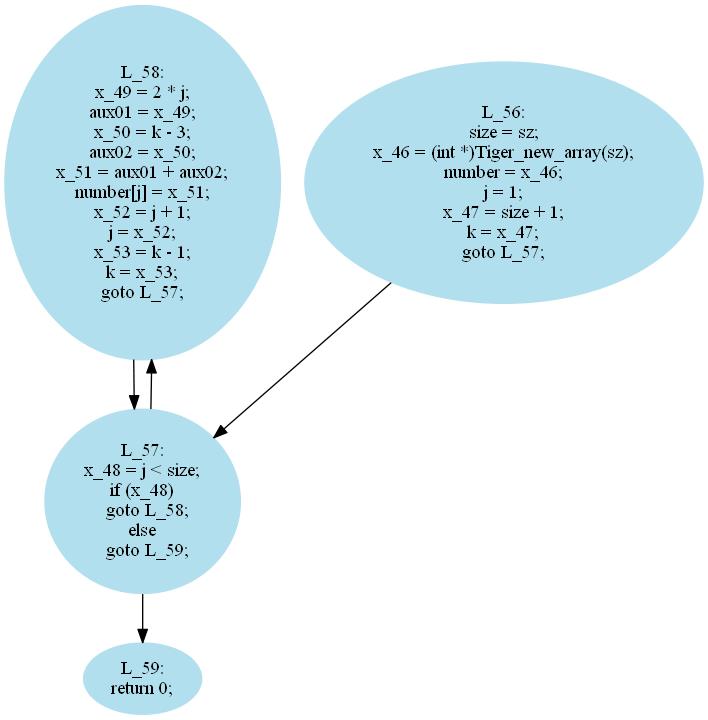 L_58:
x_49 = 2 * j;
aux01 = x_49;
x_50 = k - 3;
aux02 = x_50;
x_51 = aux01 + aux02;
number[j] = x_51;
x_52 = j + 1;
j = x_52;
x_53 = k - 1;
k = x_53;
goto L_57;
L_56:
size = sz;
x_46 = (int *)Tiger_new_array(sz);
number = x_46;
j = 1;
x_47 = size + 1;
k = x_47;
goto L_57;
L_57:
x_48 = j < size;
if (x_48)
goto L_58;
else
goto L_59;
L_59:
return 0;